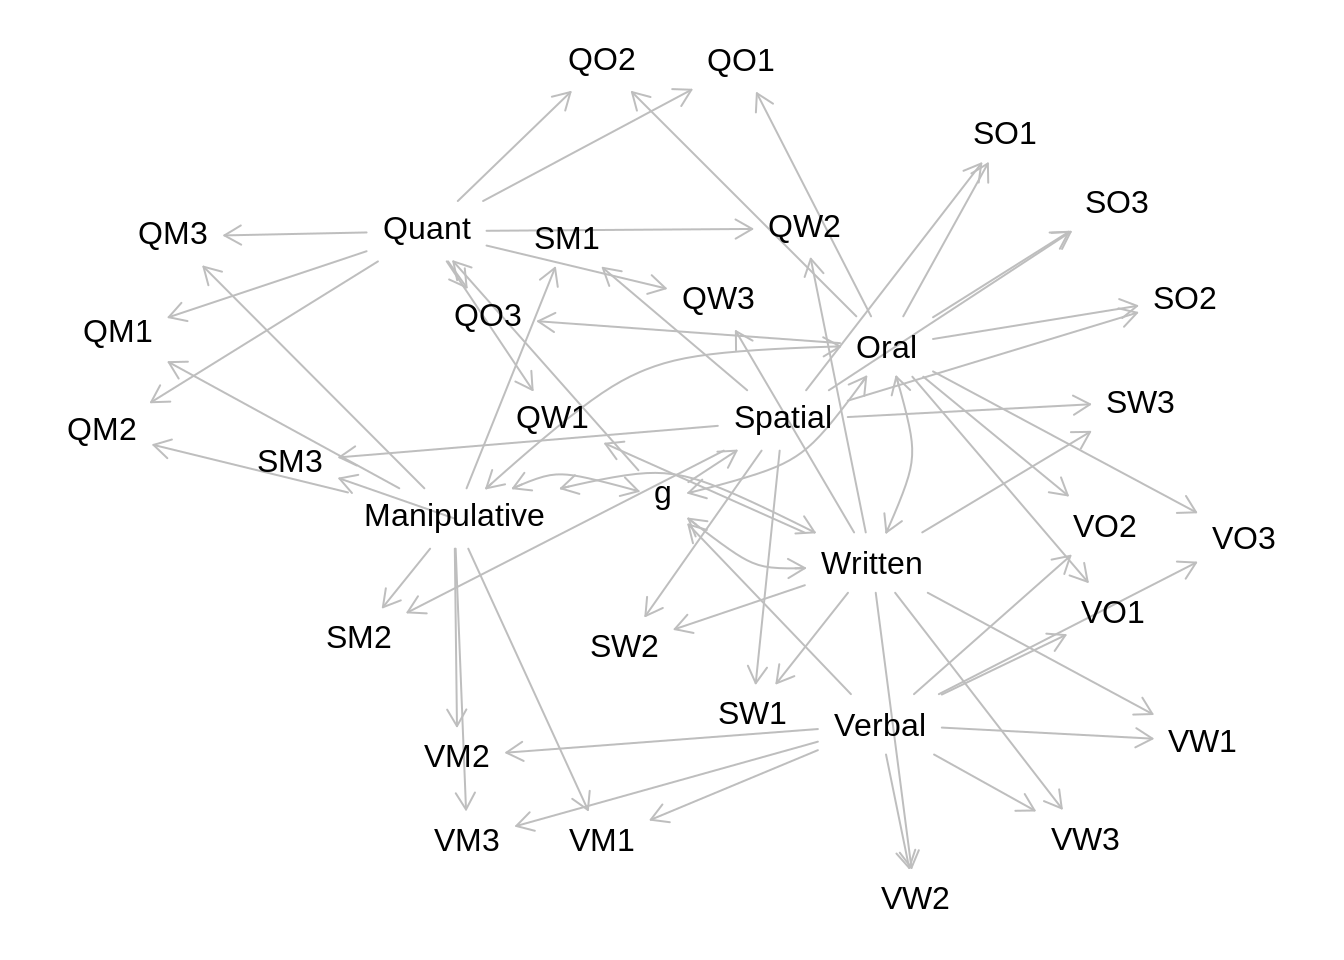 QO2
QO1
SO1
SO3
QM3
Quant
SM1
QW2
QW3
SO2
QO3
QM1
Oral
SW3
QW1
Spatial
QM2
SM3
g
Manipulative
VO2
VO3
Written
VO1
SM2
SW2
SW1
Verbal
VW1
VM2
VM3
VM1
VW3
VW2